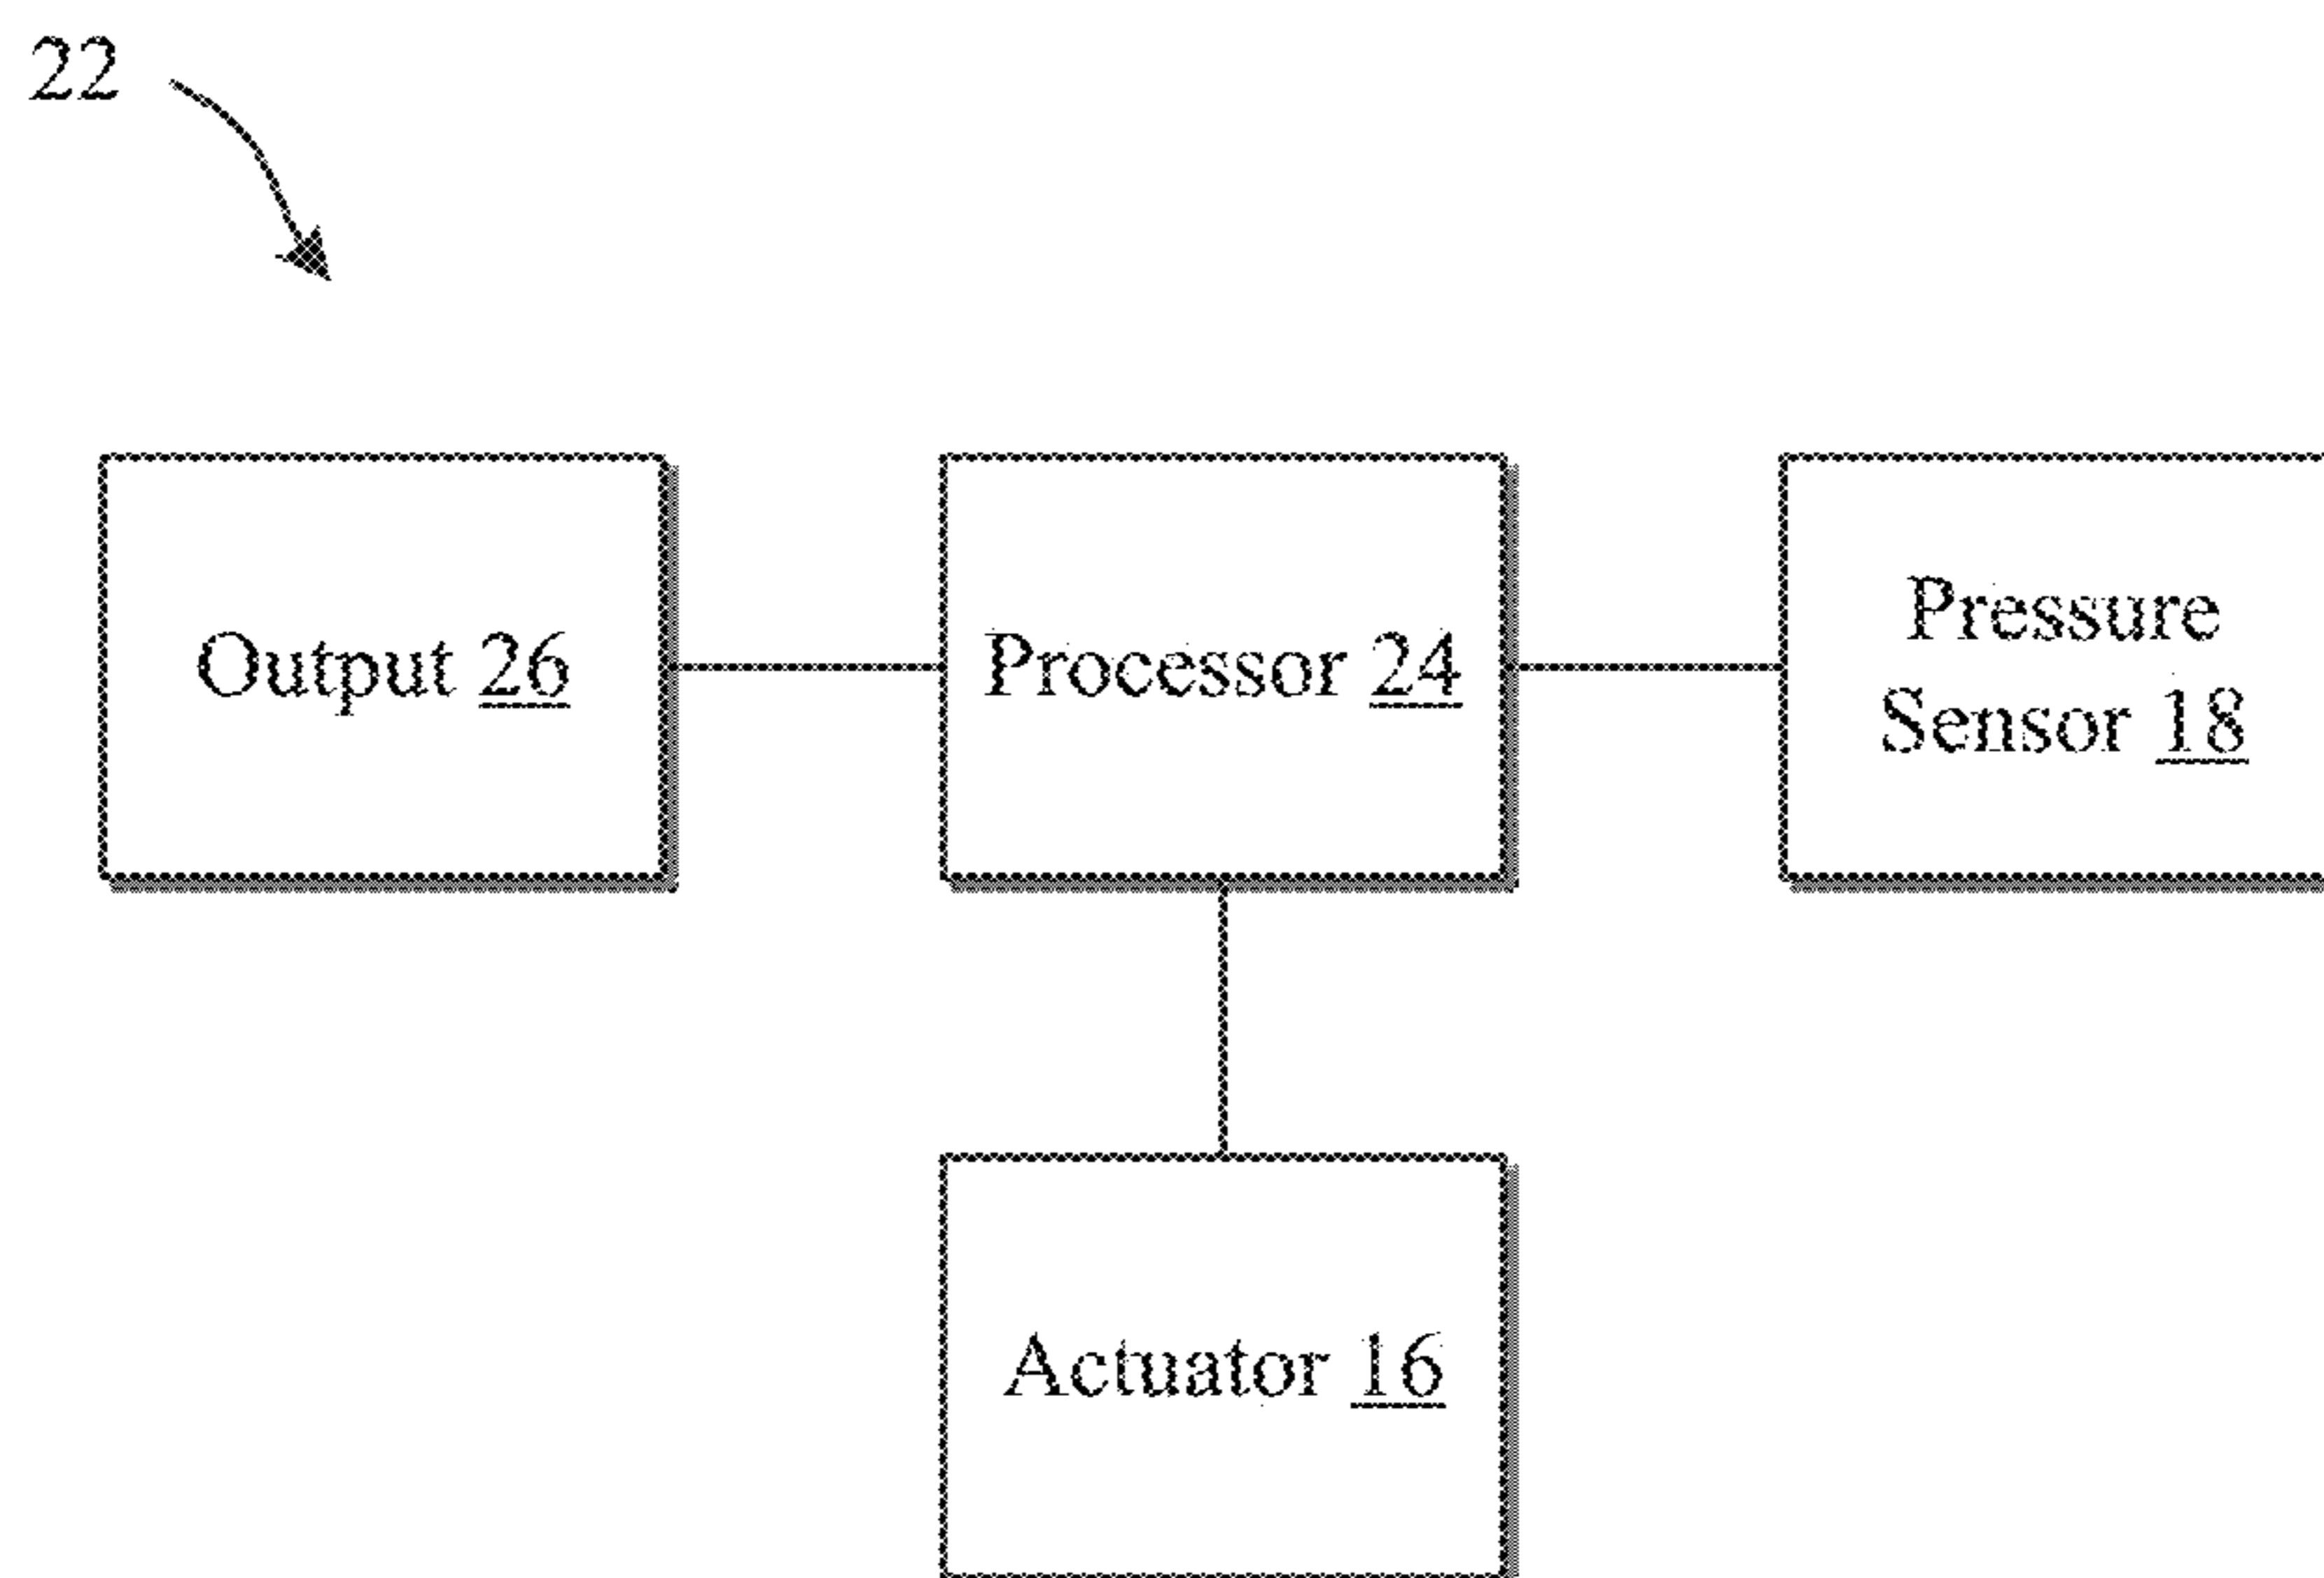 22
Output 26
Processor 24
Pressure
Sensor 18
Actuator 16